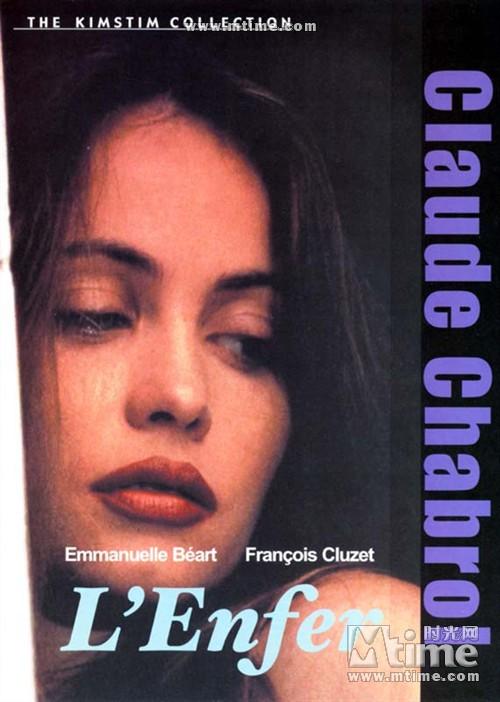 THE KIMSTIM COLLECTION
www.mtime.com
Claude Chabrol
Emmanuelle Béart François Cluzet
L'Enfer
Mtime 时光网
www.mtime.com